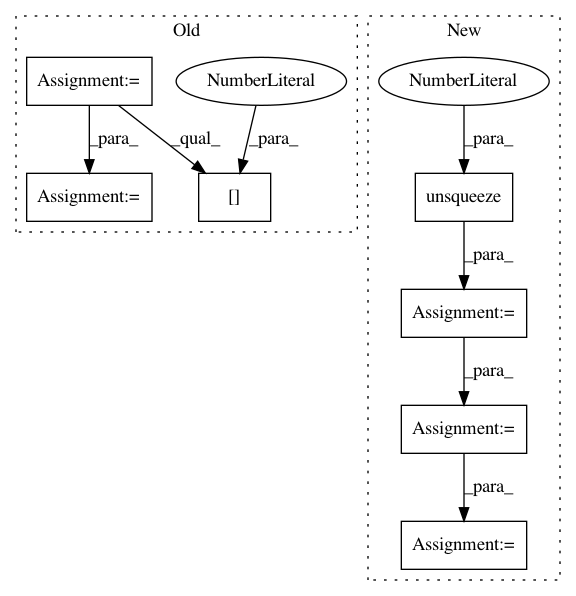 Old
New
Assignment:=
NumberLiteral
NumberLiteral
_para_
_qual_
_para_
_para_
Assignment:=
[]
unsqueeze
_para_
Assignment:=
_para_
Assignment:=
_para_
Assignment:=